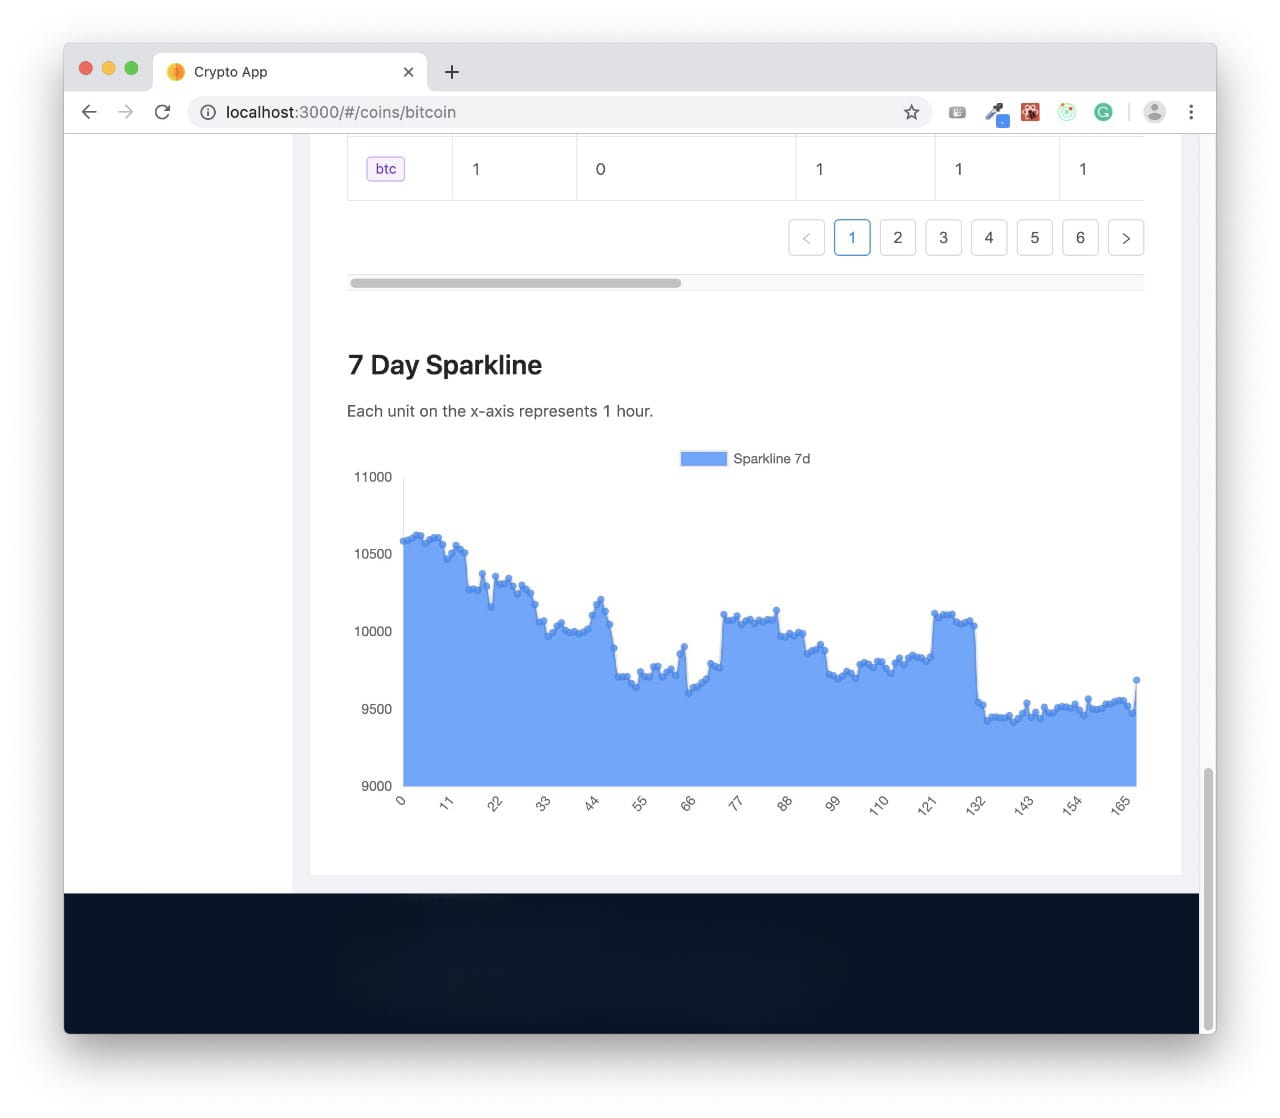 Crypto App
localhost:3000/#/coins/bitcoin
btc 1 0 1 1 1
< 1 2 3 4 5 6 >
7 Day Sparkline
Each unit on the x-axis represents 1 hour.
Sparkline 7d
11000
10500
10000
9500
9000
0 11 22 33 44 55 66 77 88 99 110 121 132 143 154 165